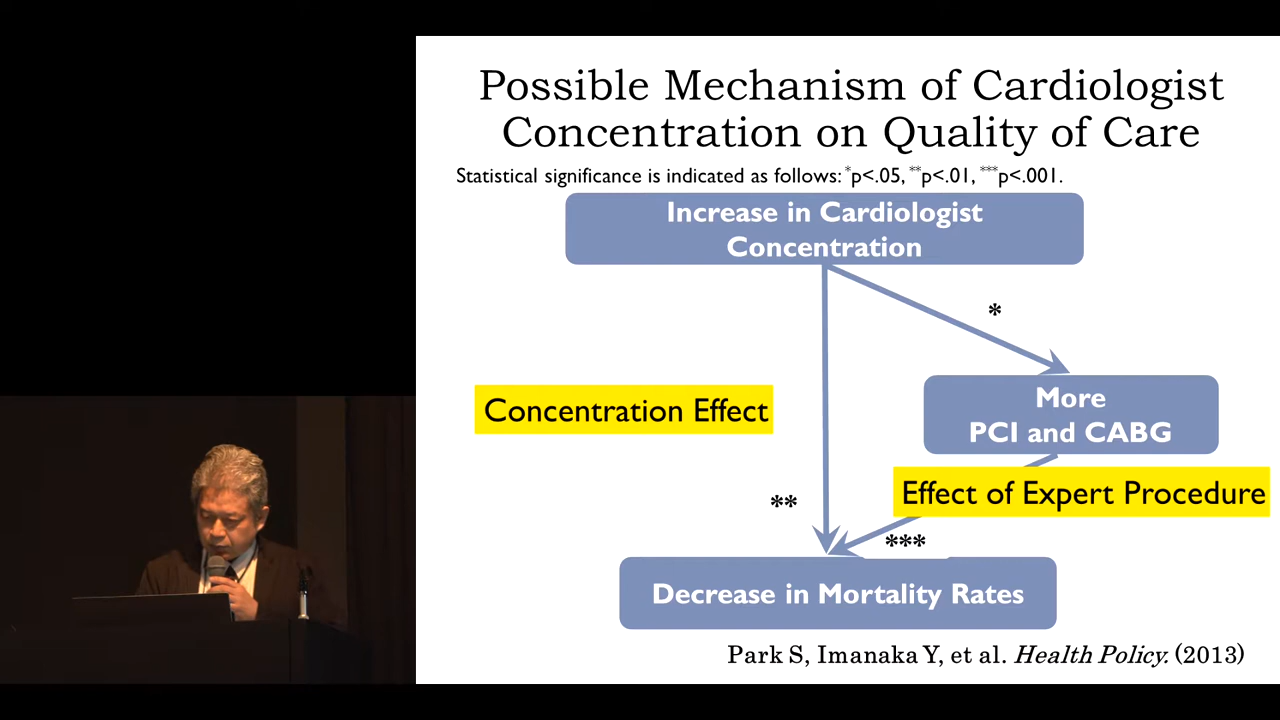 Possible Mechanism of Cardiologist
Concentration on Quality of Care
Statistical significance is indicated as follows: *p<.05, **p<.01, ***p<.001.
Increase in Cardiologist
Concentration
*
More
PCI and CABG
Concentration Effect
Effect of Expert Procedure
**
***
Decrease in Mortality Rates
Park S, Imanaka Y, et al. Health Policy. (2013)